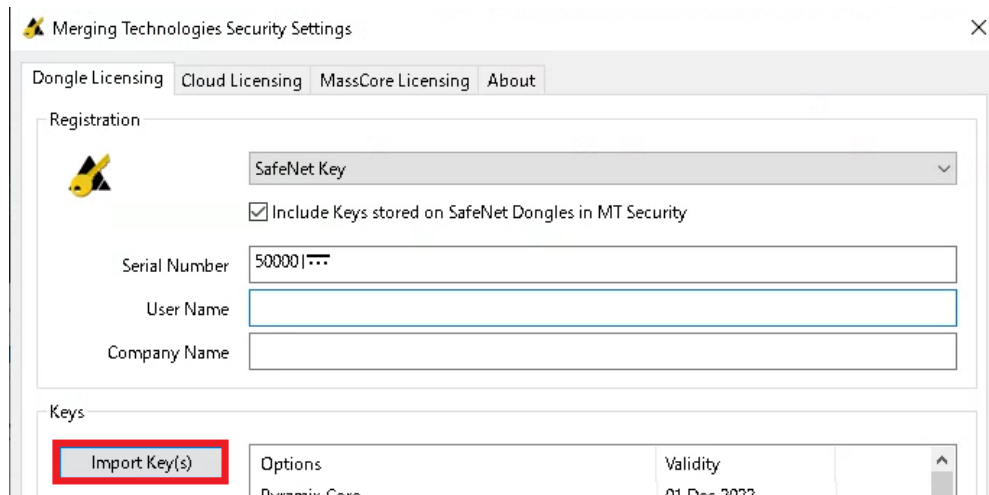 Merging Technologies Security Settings
Dongle Licensing Cloud Licensing MassCore Licensing About
Registration
SafeNet Key
Include Keys stored on SafeNet Dongles in MT Security
Serial Number 50000
User Name
Company Name
Keys
Import Key(s) Options Validity